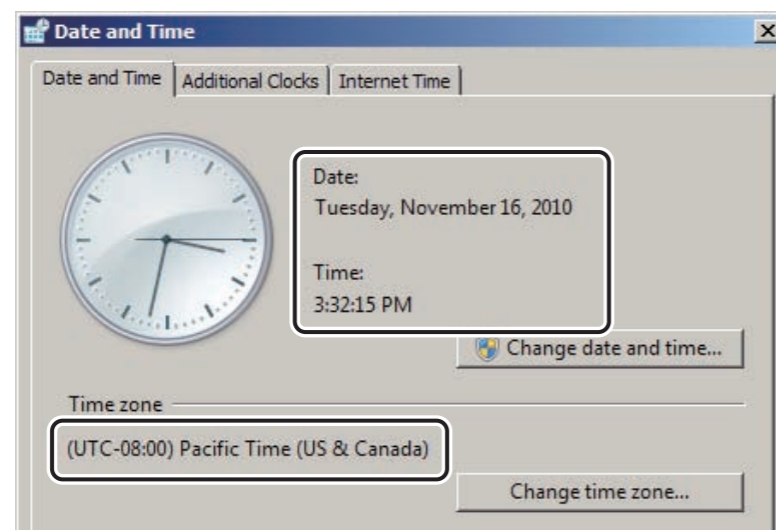 Date and Time
Date and Time Additional Clocks Internet Time
Date:
Tuesday, November 16, 2010
Time:
3:32:15 PM
Change date and time...
Time zone
(UTC-08:00) Pacific Time (US & Canada)
Change time zone...